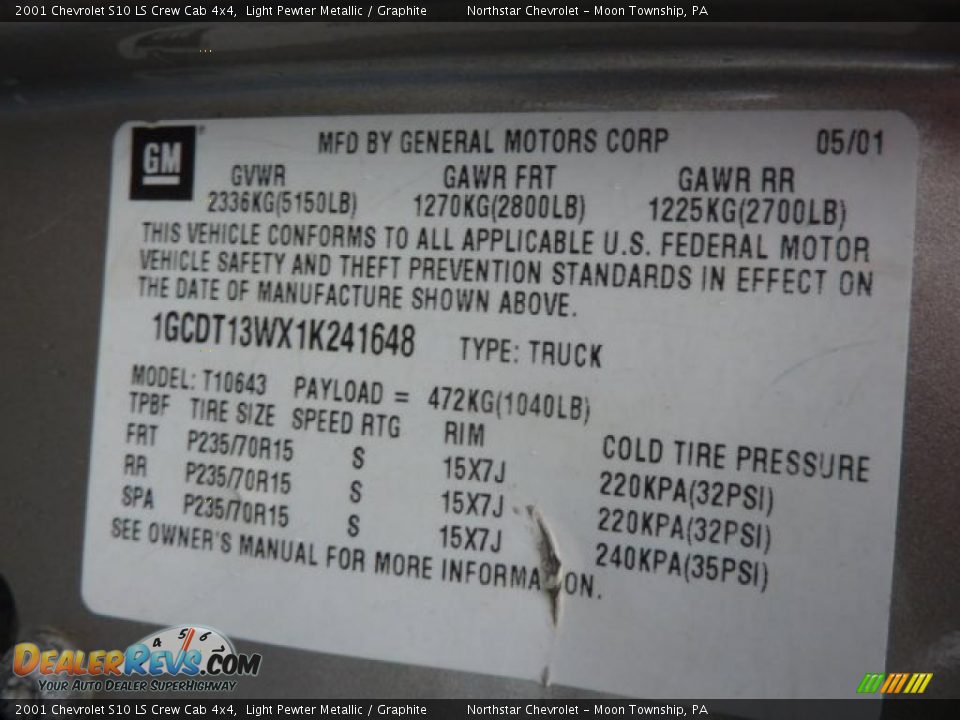 2001 Chevrolet S10 LS Crew Cab 4x4, Light Pewter Metallic / Graphite Northstar Chevrolet - Moon Township, PA
GM MFD BY GENERAL MOTORS CORP 05/01
GVWR GAWR FRT GAWR RR
2336KG(5150LB) 1270KG(2800LB) 1225KG(2700LB)
THIS VEHICLE CONFORMS TO ALL APPLICABLE U.S. FEDERAL MOTOR
VEHICLE SAFETY AND THEFT PREVENTION STANDARDS IN EFFECT ON
THE DATE OF MANUFACTURE SHOWN ABOVE.
1GCDT13WX1K241648 TYPE: TRUCK
MODEL: T10643 PAYLOAD = 472KG(1040LB)
TPBF TIRE SIZE SPEED RTG RIM COLD TIRE PRESSURE
FRT P235/70R15 S 15X7J 220KPA(32PSI)
RR P235/70R15 S 15X7J 220KPA(32PSI)
SPA P235/70R15 S 15X7J 240KPA(35PSI)
SEE OWNER'S MANUAL FOR MORE INFORMA ON.
4 5 6 7
DEALERREVS.COM
YOUR AUTO DEALER SUPERHIGHWAY
2001 Chevrolet S10 LS Crew Cab 4x4, Light Pewter Metallic / Graphite Northstar Chevrolet - Moon Township, PA